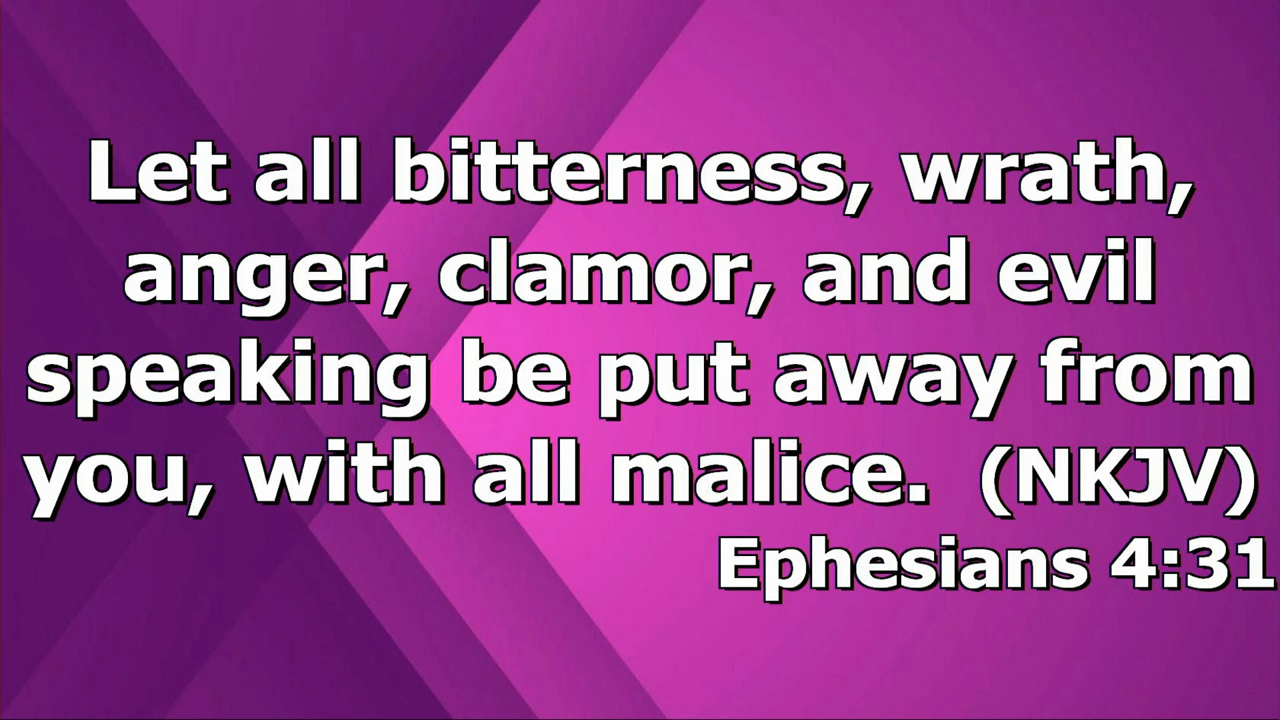 Let all bitterness, wrath,
anger, clamor, and evil
speaking be put away from
you, with all malice.  (NKJV)
Ephesians 4:31